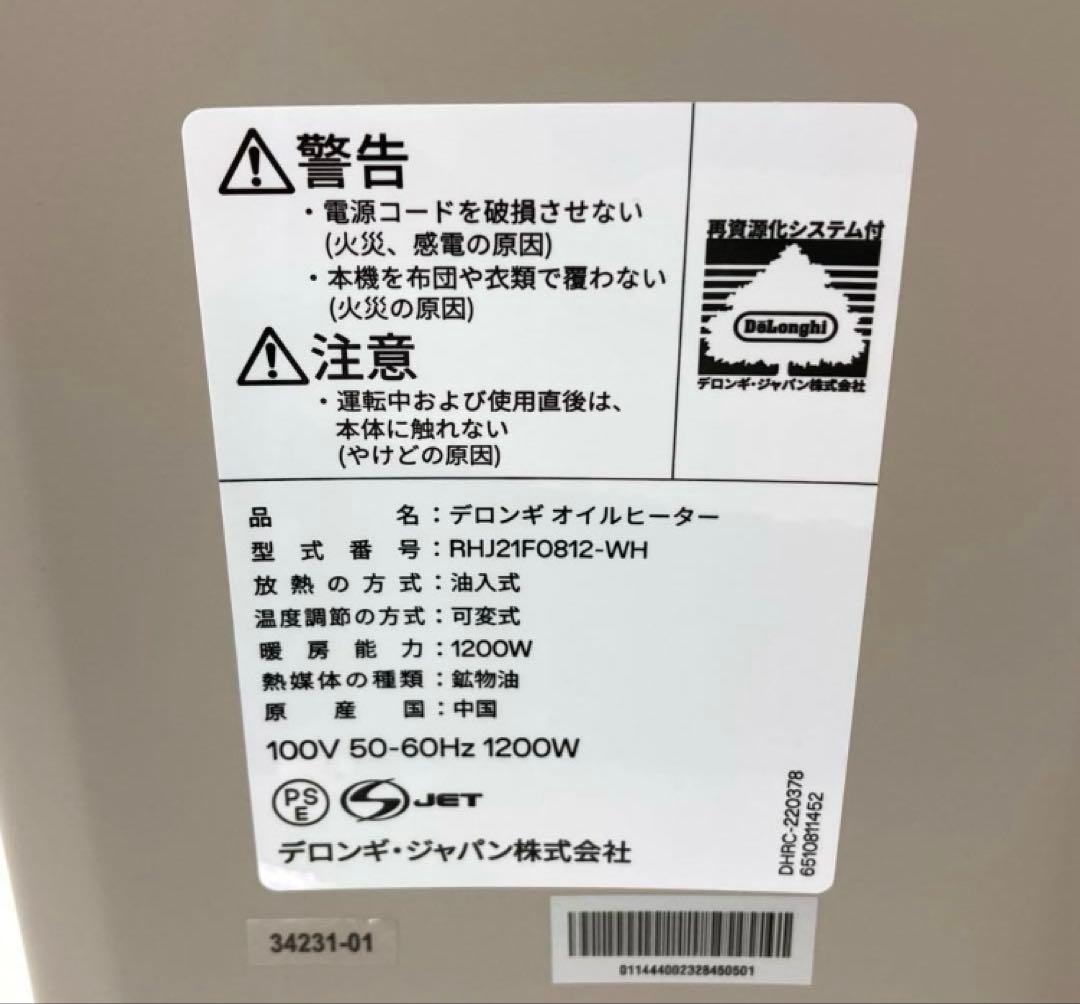 警告
・電源コードを破損させない
(火災、感電の原因)
・本機を布団や衣類で覆わない
(火災の原因)
注意
・運転中および使用直後は、
本体に触れない
(やけどの原因)
再資源化システム付
DeLonghi
デロンギ・ジャパン株式会社
品名：デロンギ オイルヒーター
型式番号：RHJ21F0812-WH
放熱の方式：油入式
温度調節の方式：可変式
暖房能力：1200W
熱媒体の種類：鉱物油
原産国：中国
100V 50-60Hz 1200W
PS
E
JET
デロンギ・ジャパン株式会社
DHRC-220378
6510811452
34231-01
011444002328450501